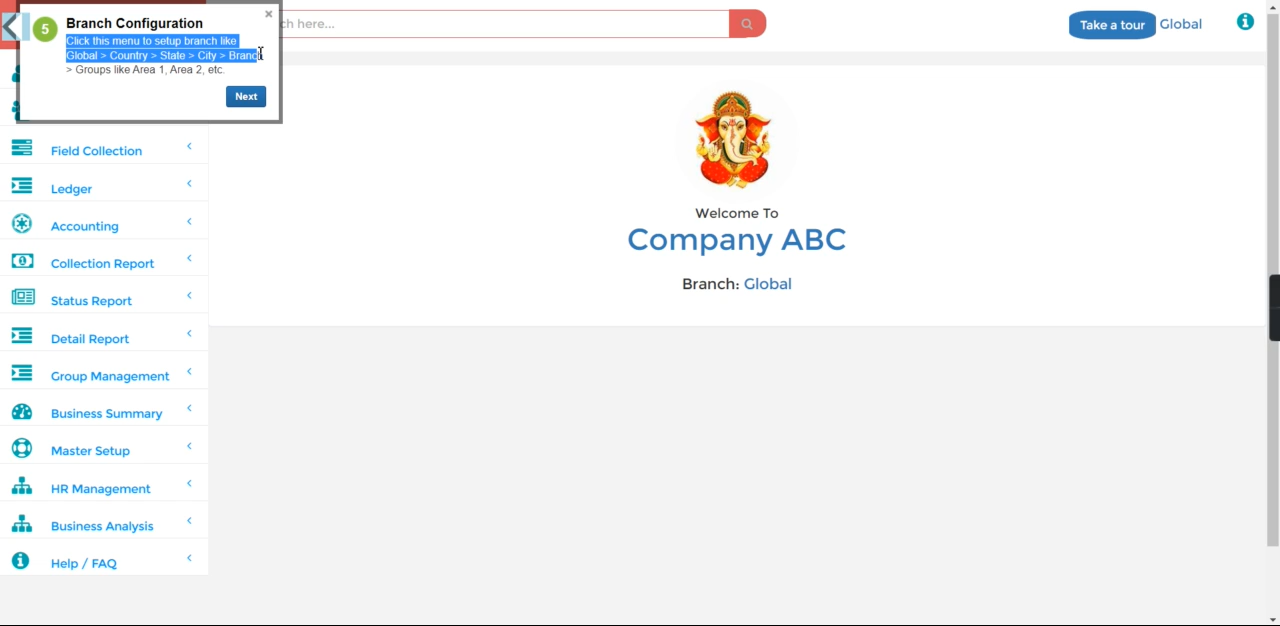 5
Branch Configuration
×
Click this menu to setup branch like
Global > Country > State > City > Branc
> Groups like Area 1, Area 2, etc.
Next
ch here...
Take a tour
Global
Field Collection
Ledger
Accounting
Collection Report
Status Report
Detail Report
Group Management
Business Summary
Master Setup
HR Management
Business Analysis
Help / FAQ
Welcome To
Company ABC
Branch: Global